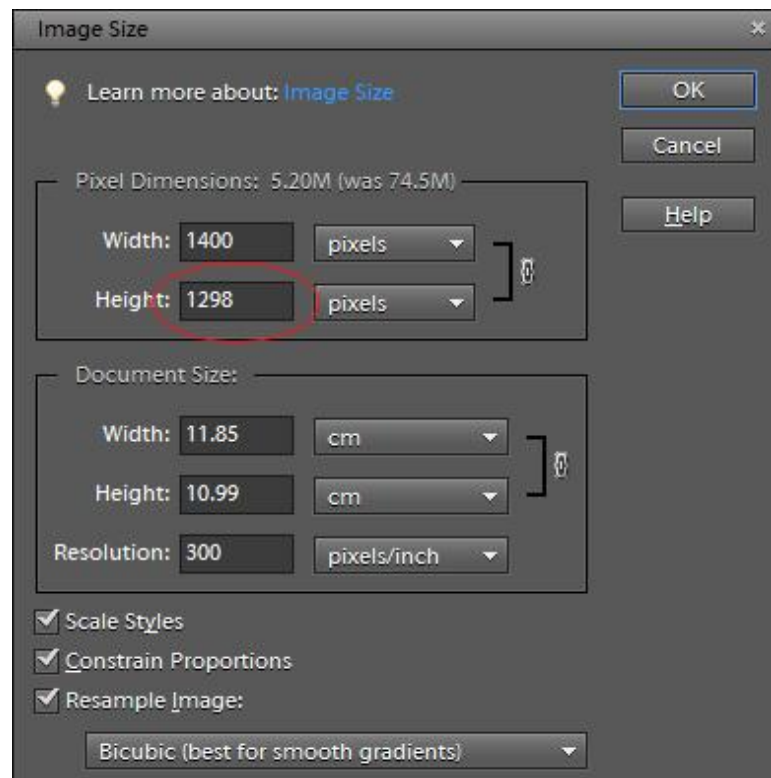 Image Size
Learn more about: Image Size
OK
Cancel
Help
Pixel Dimensions: 5.20M (was 74.5M)
Width: 1400 pixels
Height: 1298 pixels
Document Size:
Width: 11.85 cm
Height: 10.99 cm
Resolution: 300 pixels/inch
Scale Styles
Constrain Proportions
Resample Image:
Bicubic (best for smooth gradients)